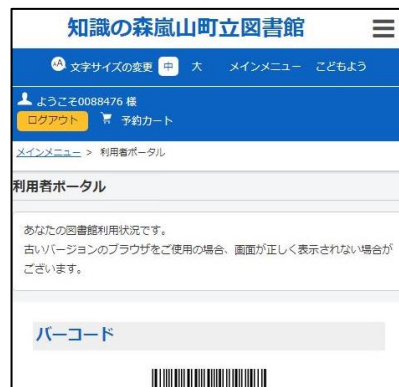 知識の森嵐山町立図書館
文字サイズの変更 中 大 メインメニュー こどもよう
ようこそ0088476 様
ログアウト 予約カート
メインメニュー > 利用者ポータル
利用者ポータル
あなたの図書館利用状況です。
古いバージョンのブラウザをご使用の場合、画面が正しく表示されない場合が
ございます。
バーコード